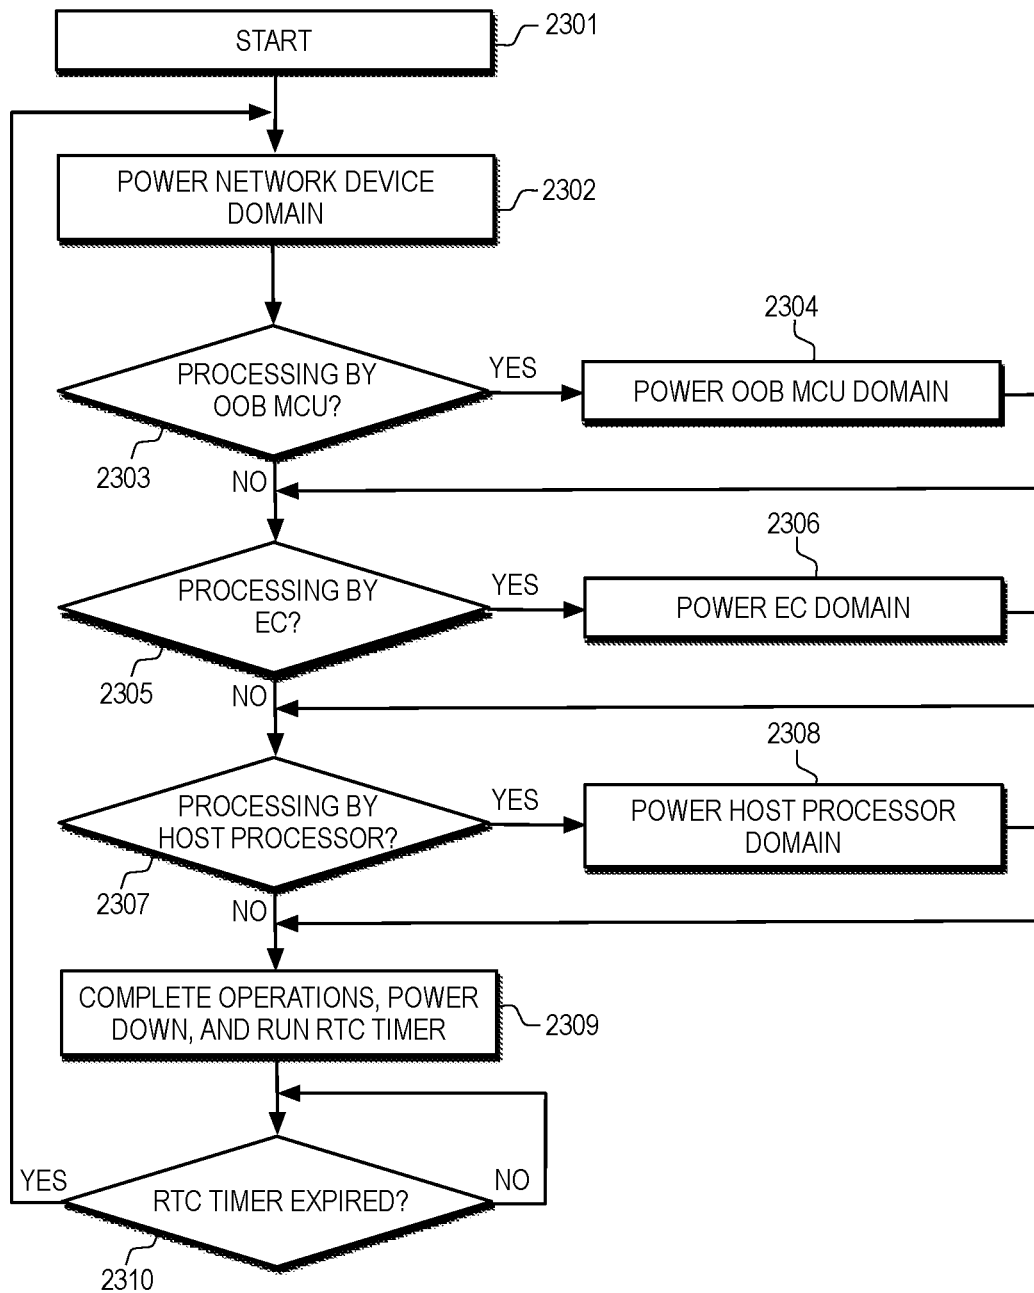 START
2301
POWER NETWORK DEVICE
DOMAIN
2302
2304
PROCESSING BY
OOB MCU?
YES
POWER OOB MCU DOMAIN
2303
NO
2306
PROCESSING BY
EC?
YES
POWER EC DOMAIN
2305
NO
2308
PROCESSING BY
HOST PROCESSOR?
YES
POWER HOST PROCESSOR
DOMAIN
2307
NO
COMPLETE OPERATIONS, POWER
DOWN, AND RUN RTC TIMER
2309
YES
RTC TIMER EXPIRED?
NO
2310